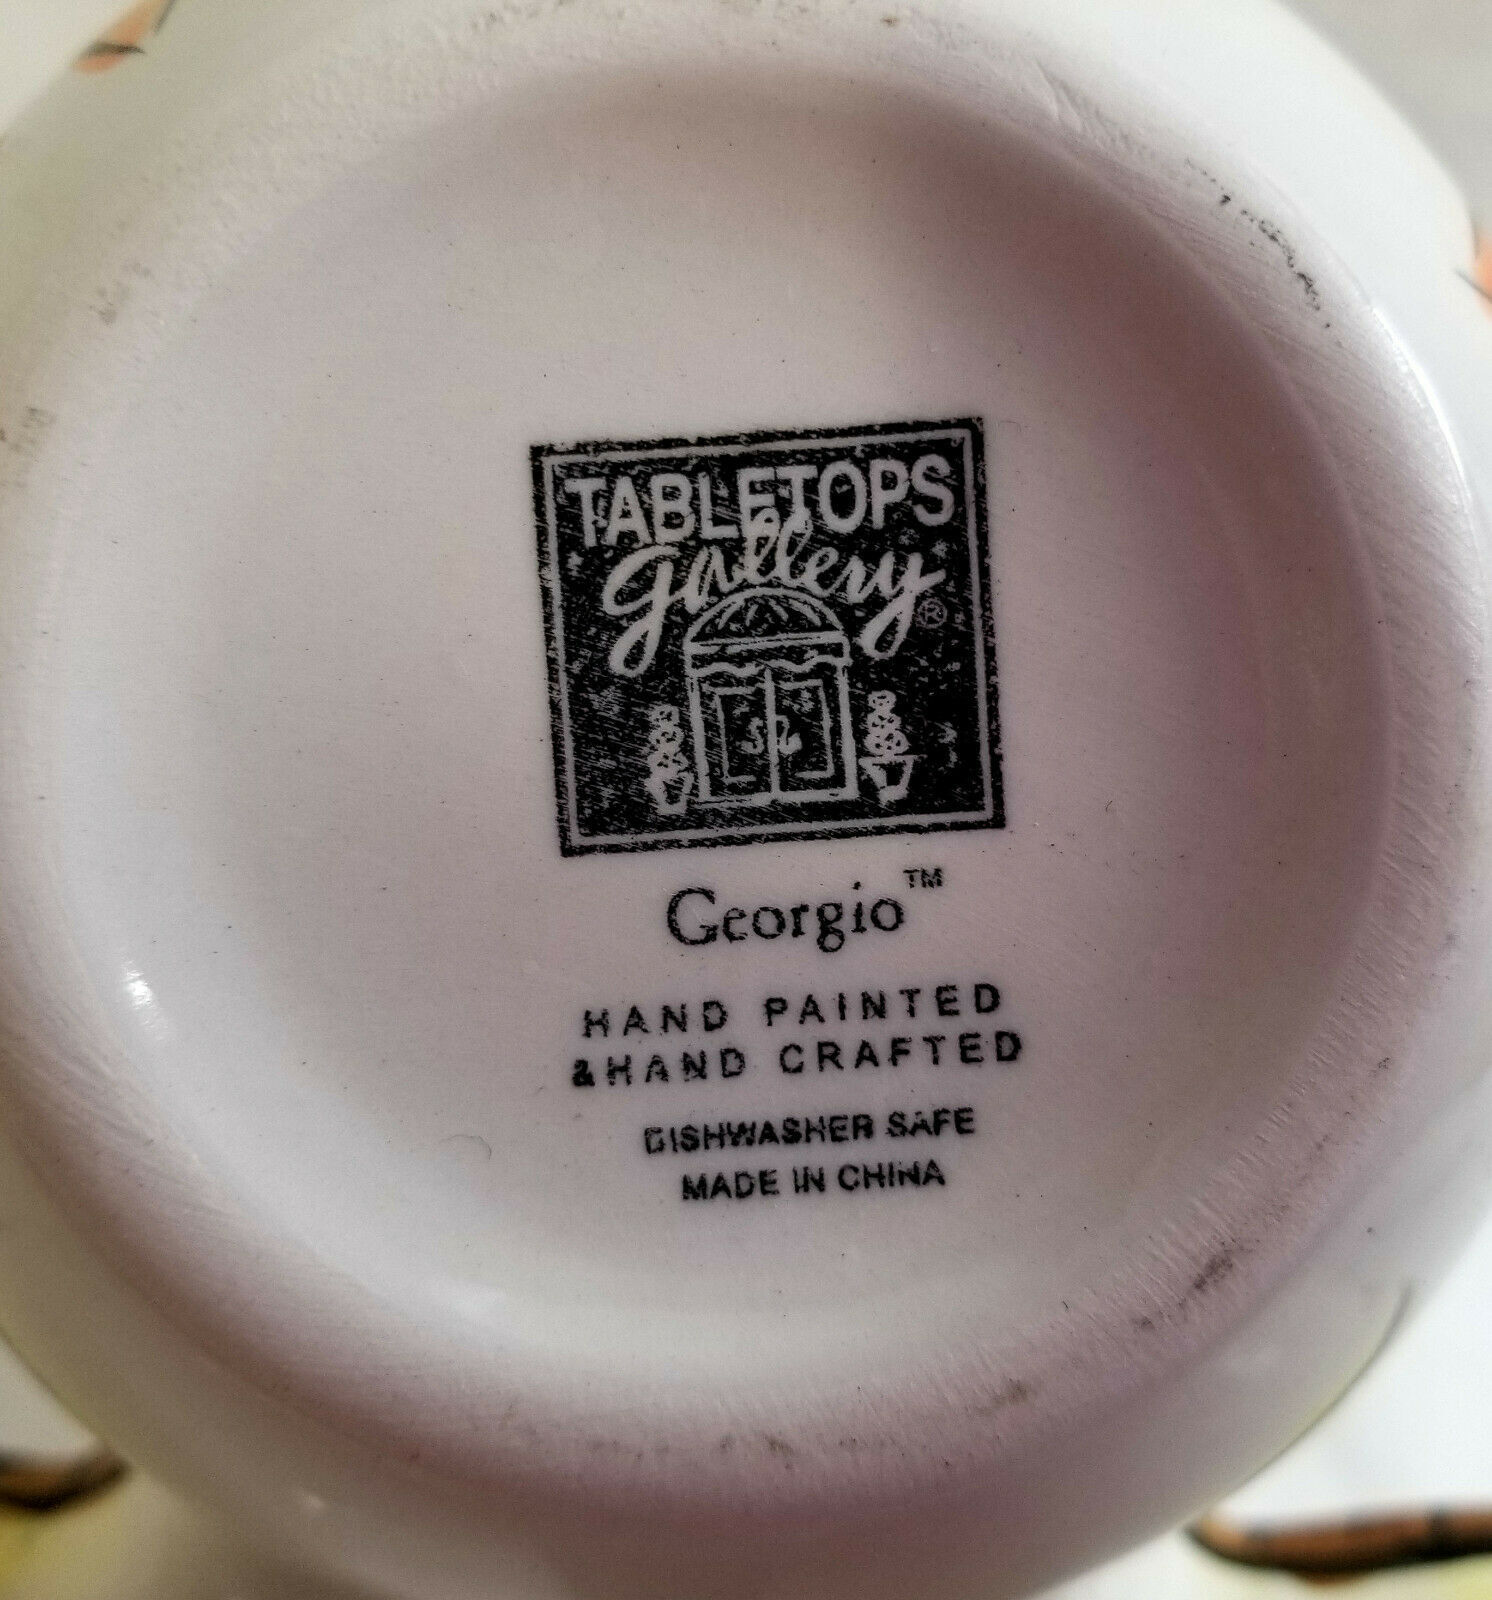 TABLETOPS
gallery®
Georgio™
HAND PAINTED
&HAND CRAFTED
DISHWASHER SAFE
MADE IN CHINA